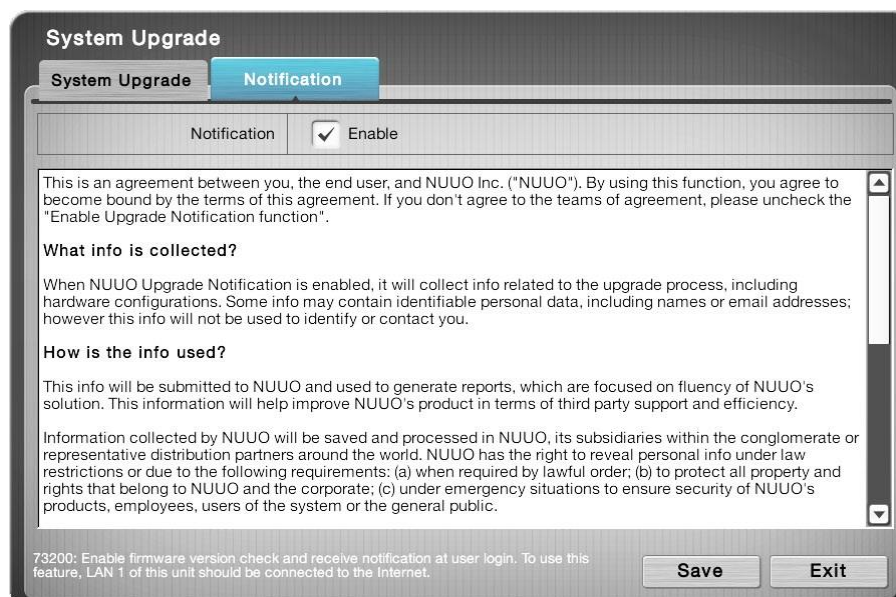 System Upgrade
System Upgrade
Notification
Notification
Enable
This is an agreement between you, the end user, and NUUO Inc. ("NUUO"). By using this function, you agree to
become bound by the terms of this agreement. If you don't agree to the teams of agreement, please uncheck the
"Enable Upgrade Notification function".
What info is collected?
When NUUO Upgrade Notification is enabled, it will collect info related to the upgrade process, including
hardware configurations. Some info may contain identifiable personal data, including names or email addresses;
however this info will not be used to identify or contact you.
How is the info used?
This info will be submitted to NUUO and used to generate reports, which are focused on fluency of NUUO's
solution. This information will help improve NUUO's product in terms of third party support and efficiency.
Information collected by NUUO will be saved and processed in NUUO, its subsidiaries within the conglomerate or
representative distribution partners around the world. NUUO has the right to reveal personal info under law
restrictions or due to the following requirements: (a) when required by lawful order; (b) to protect all property and
rights that belong to NUUO and the corporate; (c) under emergency situations to ensure security of NUUO's
products, employees, users of the system or the general public.
73200: Enable firmware version check and receive notification at user login. To use this
feature, LAN 1 of this unit should be connected to the Internet.
Save
Exit